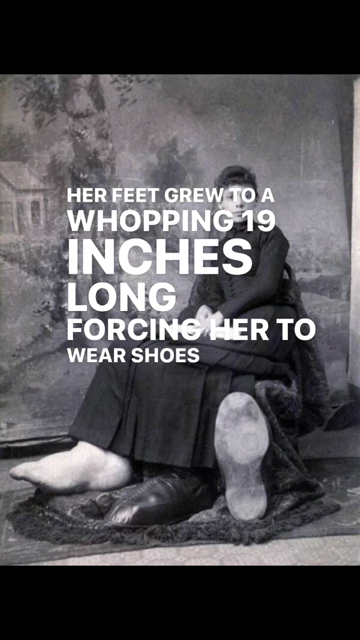 HER FEET GREW TO A
WHOPPING 19
INCHES
LONG
FORCING HER TO
WEAR SHOES